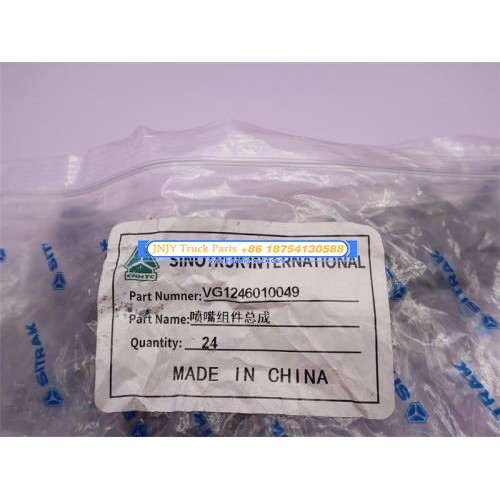 JNJY Truck Parts +86 18754130588
SINOTRUK INTERNATIONAL
CNHTC
Part Numner: VG1246010049
Part Name: 喷嘴组件总成
Quantity: 24
MADE IN CHINA
SITRAK
SITRAK
SITRAK
SITRAK